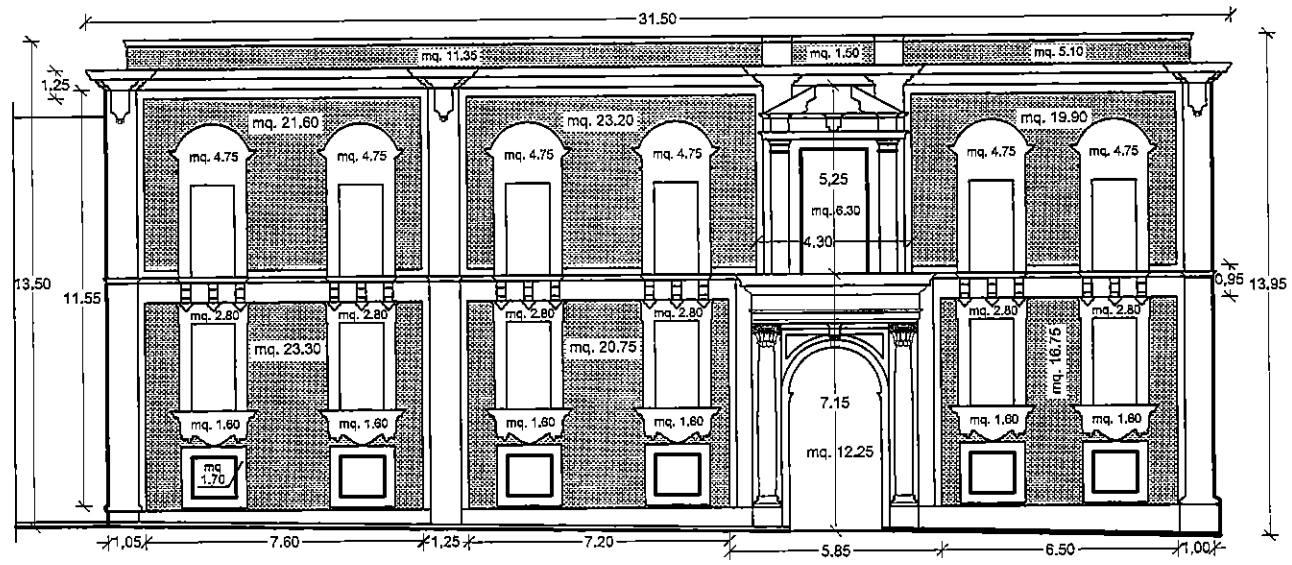 31.50
mq. 11.35
mq. 1.50
mq. 5.10
1,25
mq. 21.60
mq. 23.20
mq. 19.90
mq. 4.75
mq. 4.75
mq. 4.75
mq. 4.75
mq. 4.75
mq. 4.75
5,25
mq. 6.30
4.30
13.50
11.55
0,95
13,95
mq. 2.80
mq. 2.80
mq. 2.80
mq. 2.80
mq. 2.80
mq. 2.80
mq. 23.30
mq. 20.75
mq. 16.75
7.15
mq. 1.60
mq. 1.60
mq. 1.60
mq. 1.60
mq. 1.60
mq. 1.60
mq. 12.25
mq
1.70
1,05
7.60
1.25
7.20
5.85
6.50
1,00